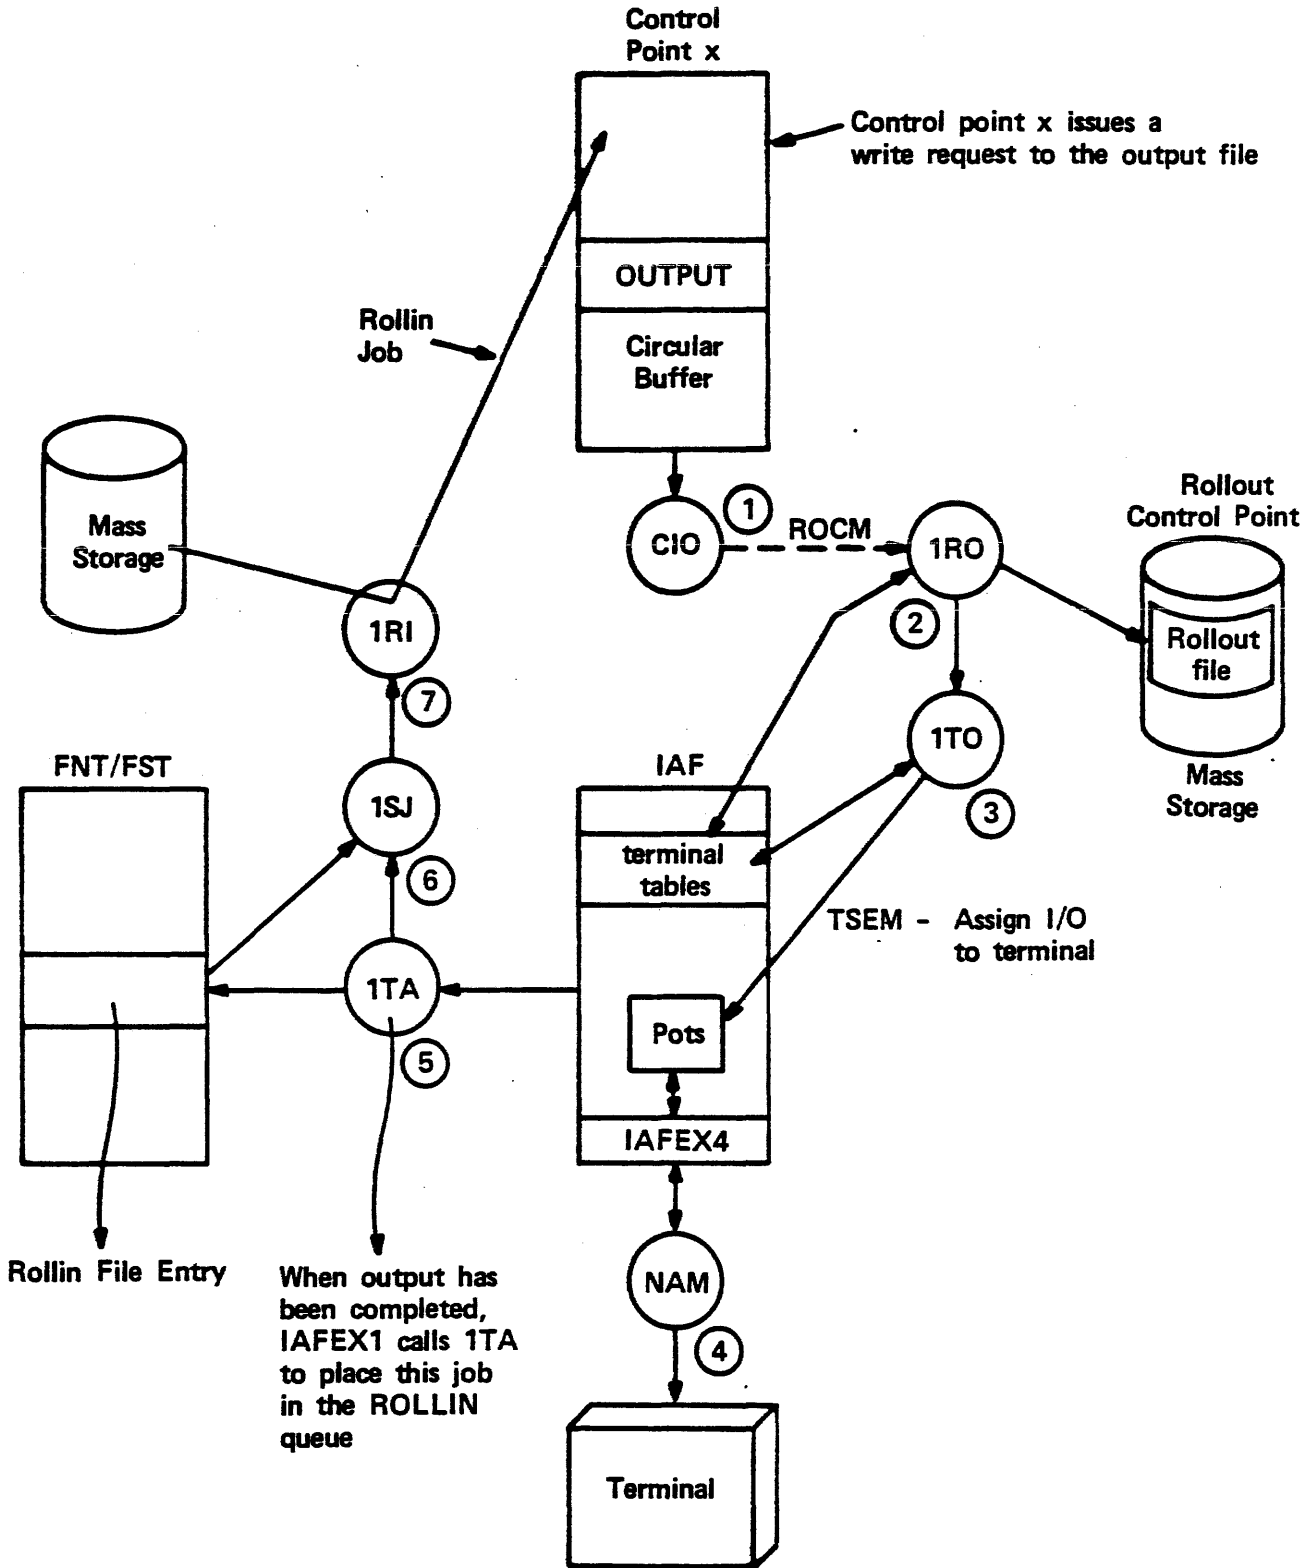 Control
Point x
Control point x issues a
write request to the output file
OUTPUT
Rollin
Job
Circular
Buffer
Mass
Storage
1
CIO
ROCM
1RO
Rollout
Control Point
2
Rollout
file
1RI
7
1TO
Mass
Storage
FNT/FST
IAF
3
1SJ
terminal
tables
6
TSEM - Assign I/O
to terminal
1TA
Pots
5
IAFEX4
Rollin File Entry
When output has
been completed,
IAFEX1 calls 1TA
to place this job
in the ROLLIN
queue
NAM
4
Terminal